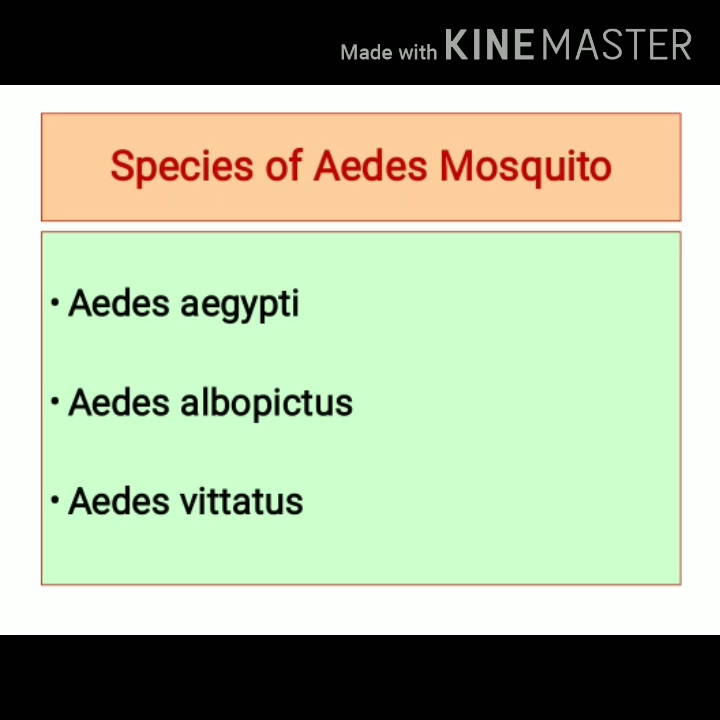 Made with KINEMASTER
Species of Aedes Mosquito
• Aedes aegypti
• Aedes albopictus
• Aedes vittatus